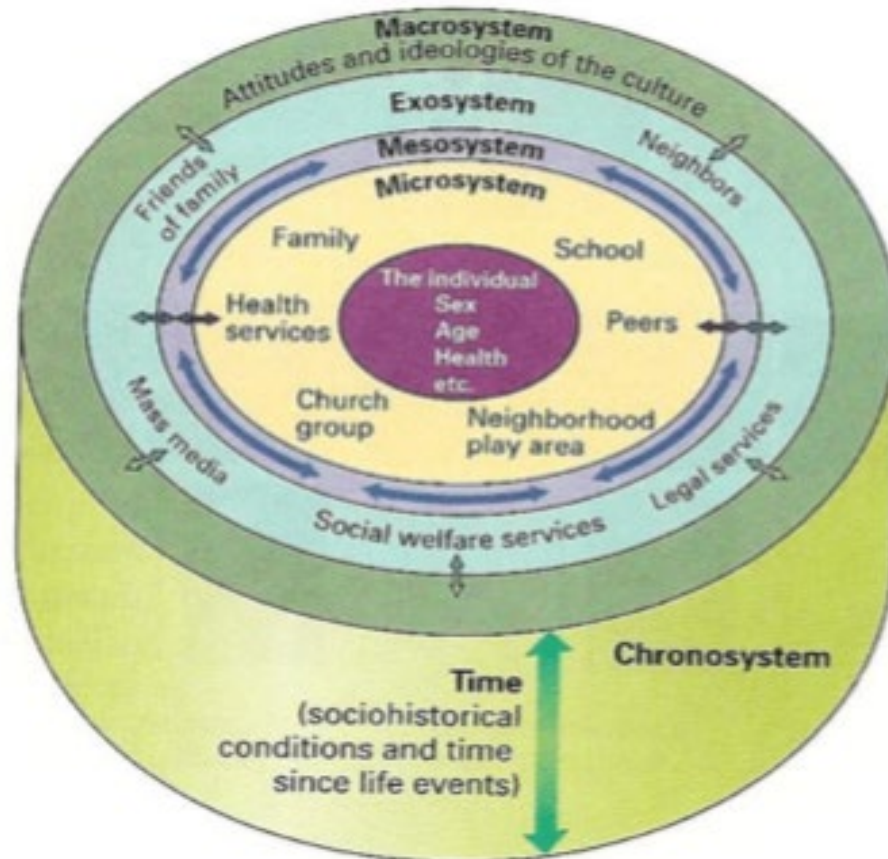 Macrosystem
Attitudes and ideologies of the culture
Exosystem
Mesosystem
Microsystem
Friends
of family
Neighbors
Family
School
The individual
Sex
Age
Health
etc.
Health
services
Peers
Church
group
Neighborhood
play area
Mass media
Legal services
Social welfare services
Chronosystem
Time
(sociohistorical
conditions and time
since life events)